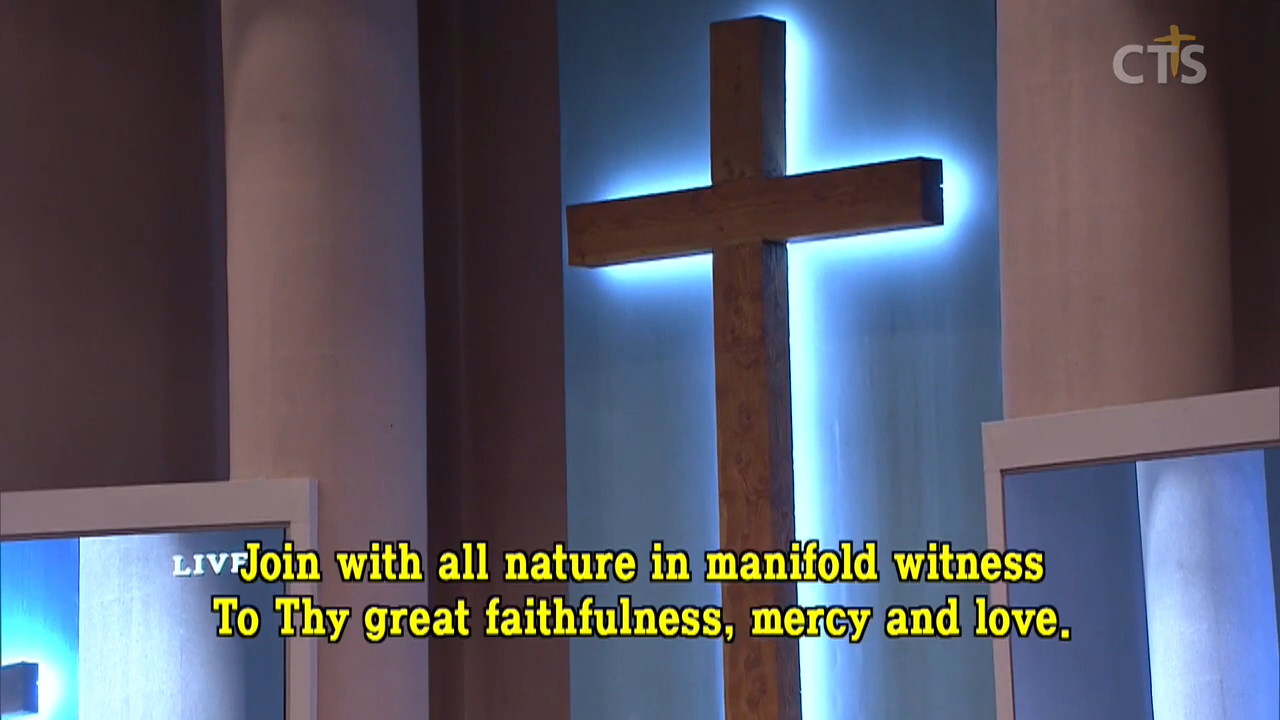 CTS
LIVE
Join with all nature in manifold witness
To Thy great faithfulness, mercy and love.